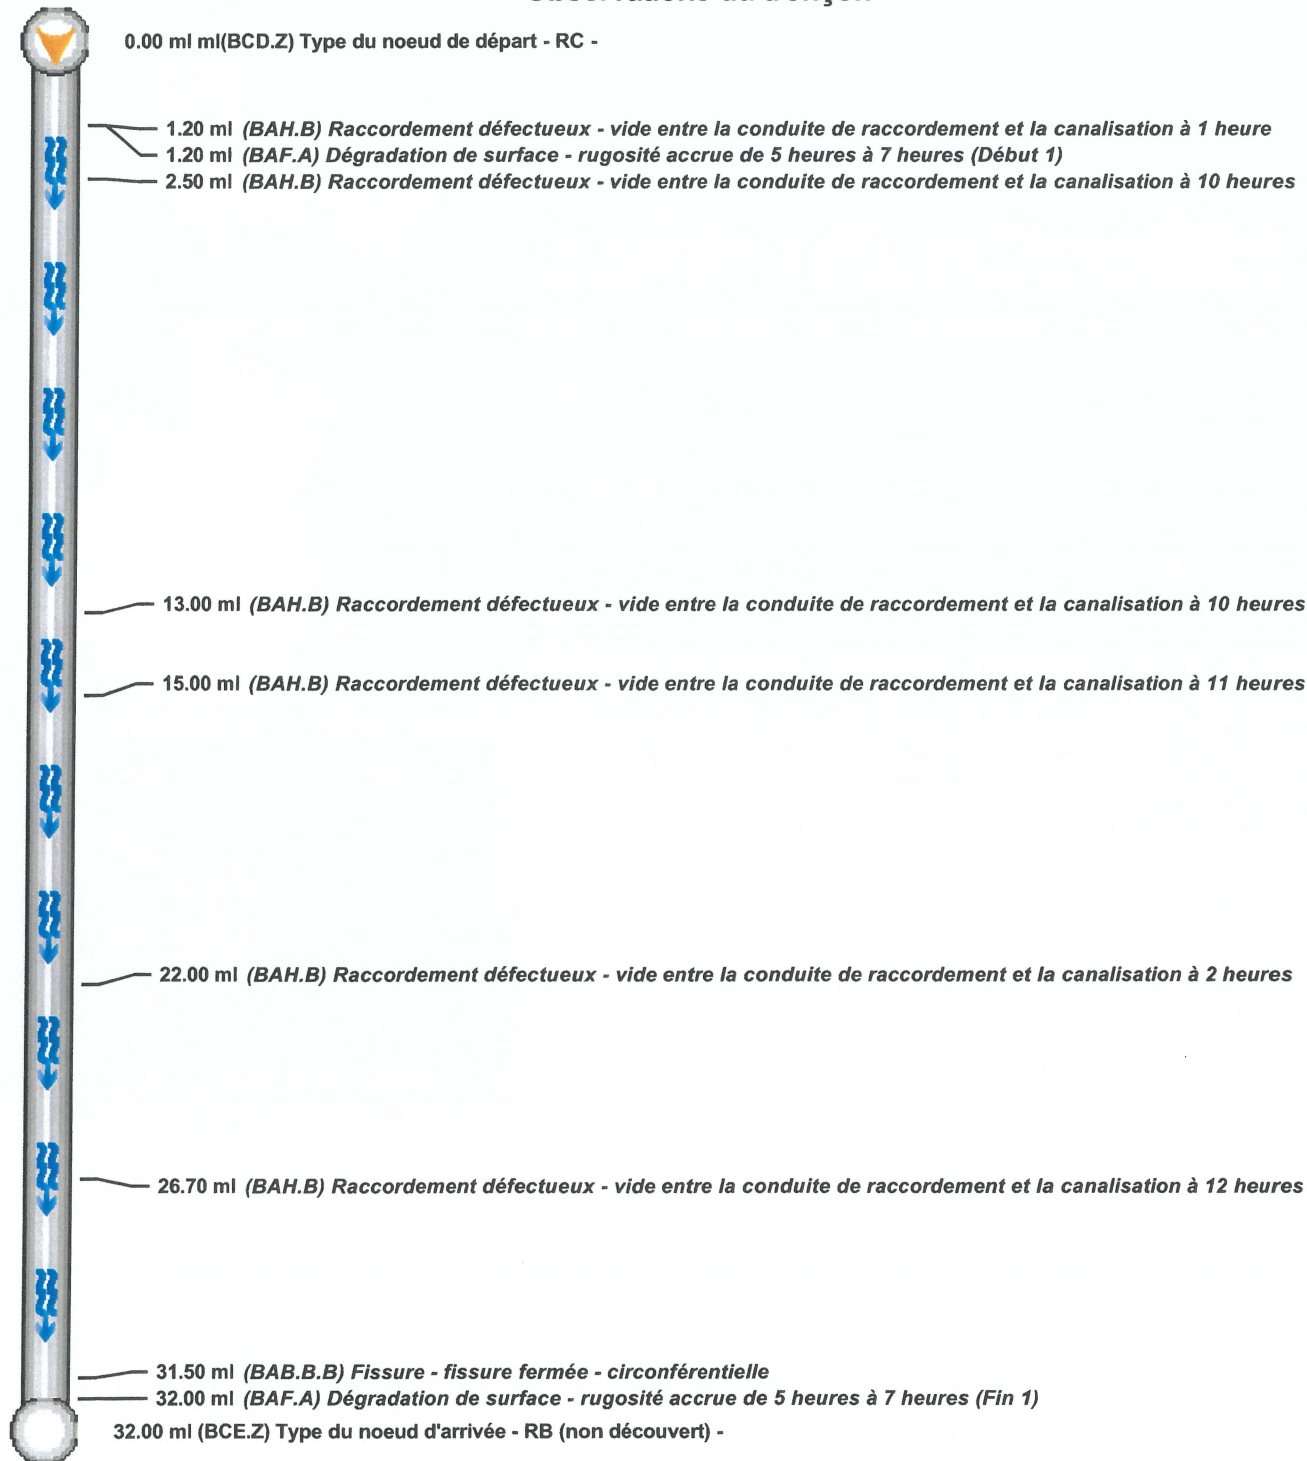 0.00 ml ml(BCD.Z) Type du noeud de départ - RC -
1.20 ml (BAH.B) Raccordement défectueux - vide entre la conduite de raccordement et la canalisation à 1 heure
1.20 ml (BAF.A) Dégradation de surface - rugosité accrue de 5 heures à 7 heures (Début 1)
2.50 ml (BAH.B) Raccordement défectueux - vide entre la conduite de raccordement et la canalisation à 10 heures
13.00 ml (BAH.B) Raccordement défectueux - vide entre la conduite de raccordement et la canalisation à 10 heures
15.00 ml (BAH.B) Raccordement défectueux - vide entre la conduite de raccordement et la canalisation à 11 heures
22.00 ml (BAH.B) Raccordement défectueux - vide entre la conduite de raccordement et la canalisation à 2 heures
26.70 ml (BAH.B) Raccordement défectueux - vide entre la conduite de raccordement et la canalisation à 12 heures
31.50 ml (BAB.B.B) Fissure - fissure fermée - circonférentielle
32.00 ml (BAF.A) Dégradation de surface - rugosité accrue de 5 heures à 7 heures (Fin 1)
32.00 ml (BCE.Z) Type du noeud d'arrivée - RB (non découvert) -